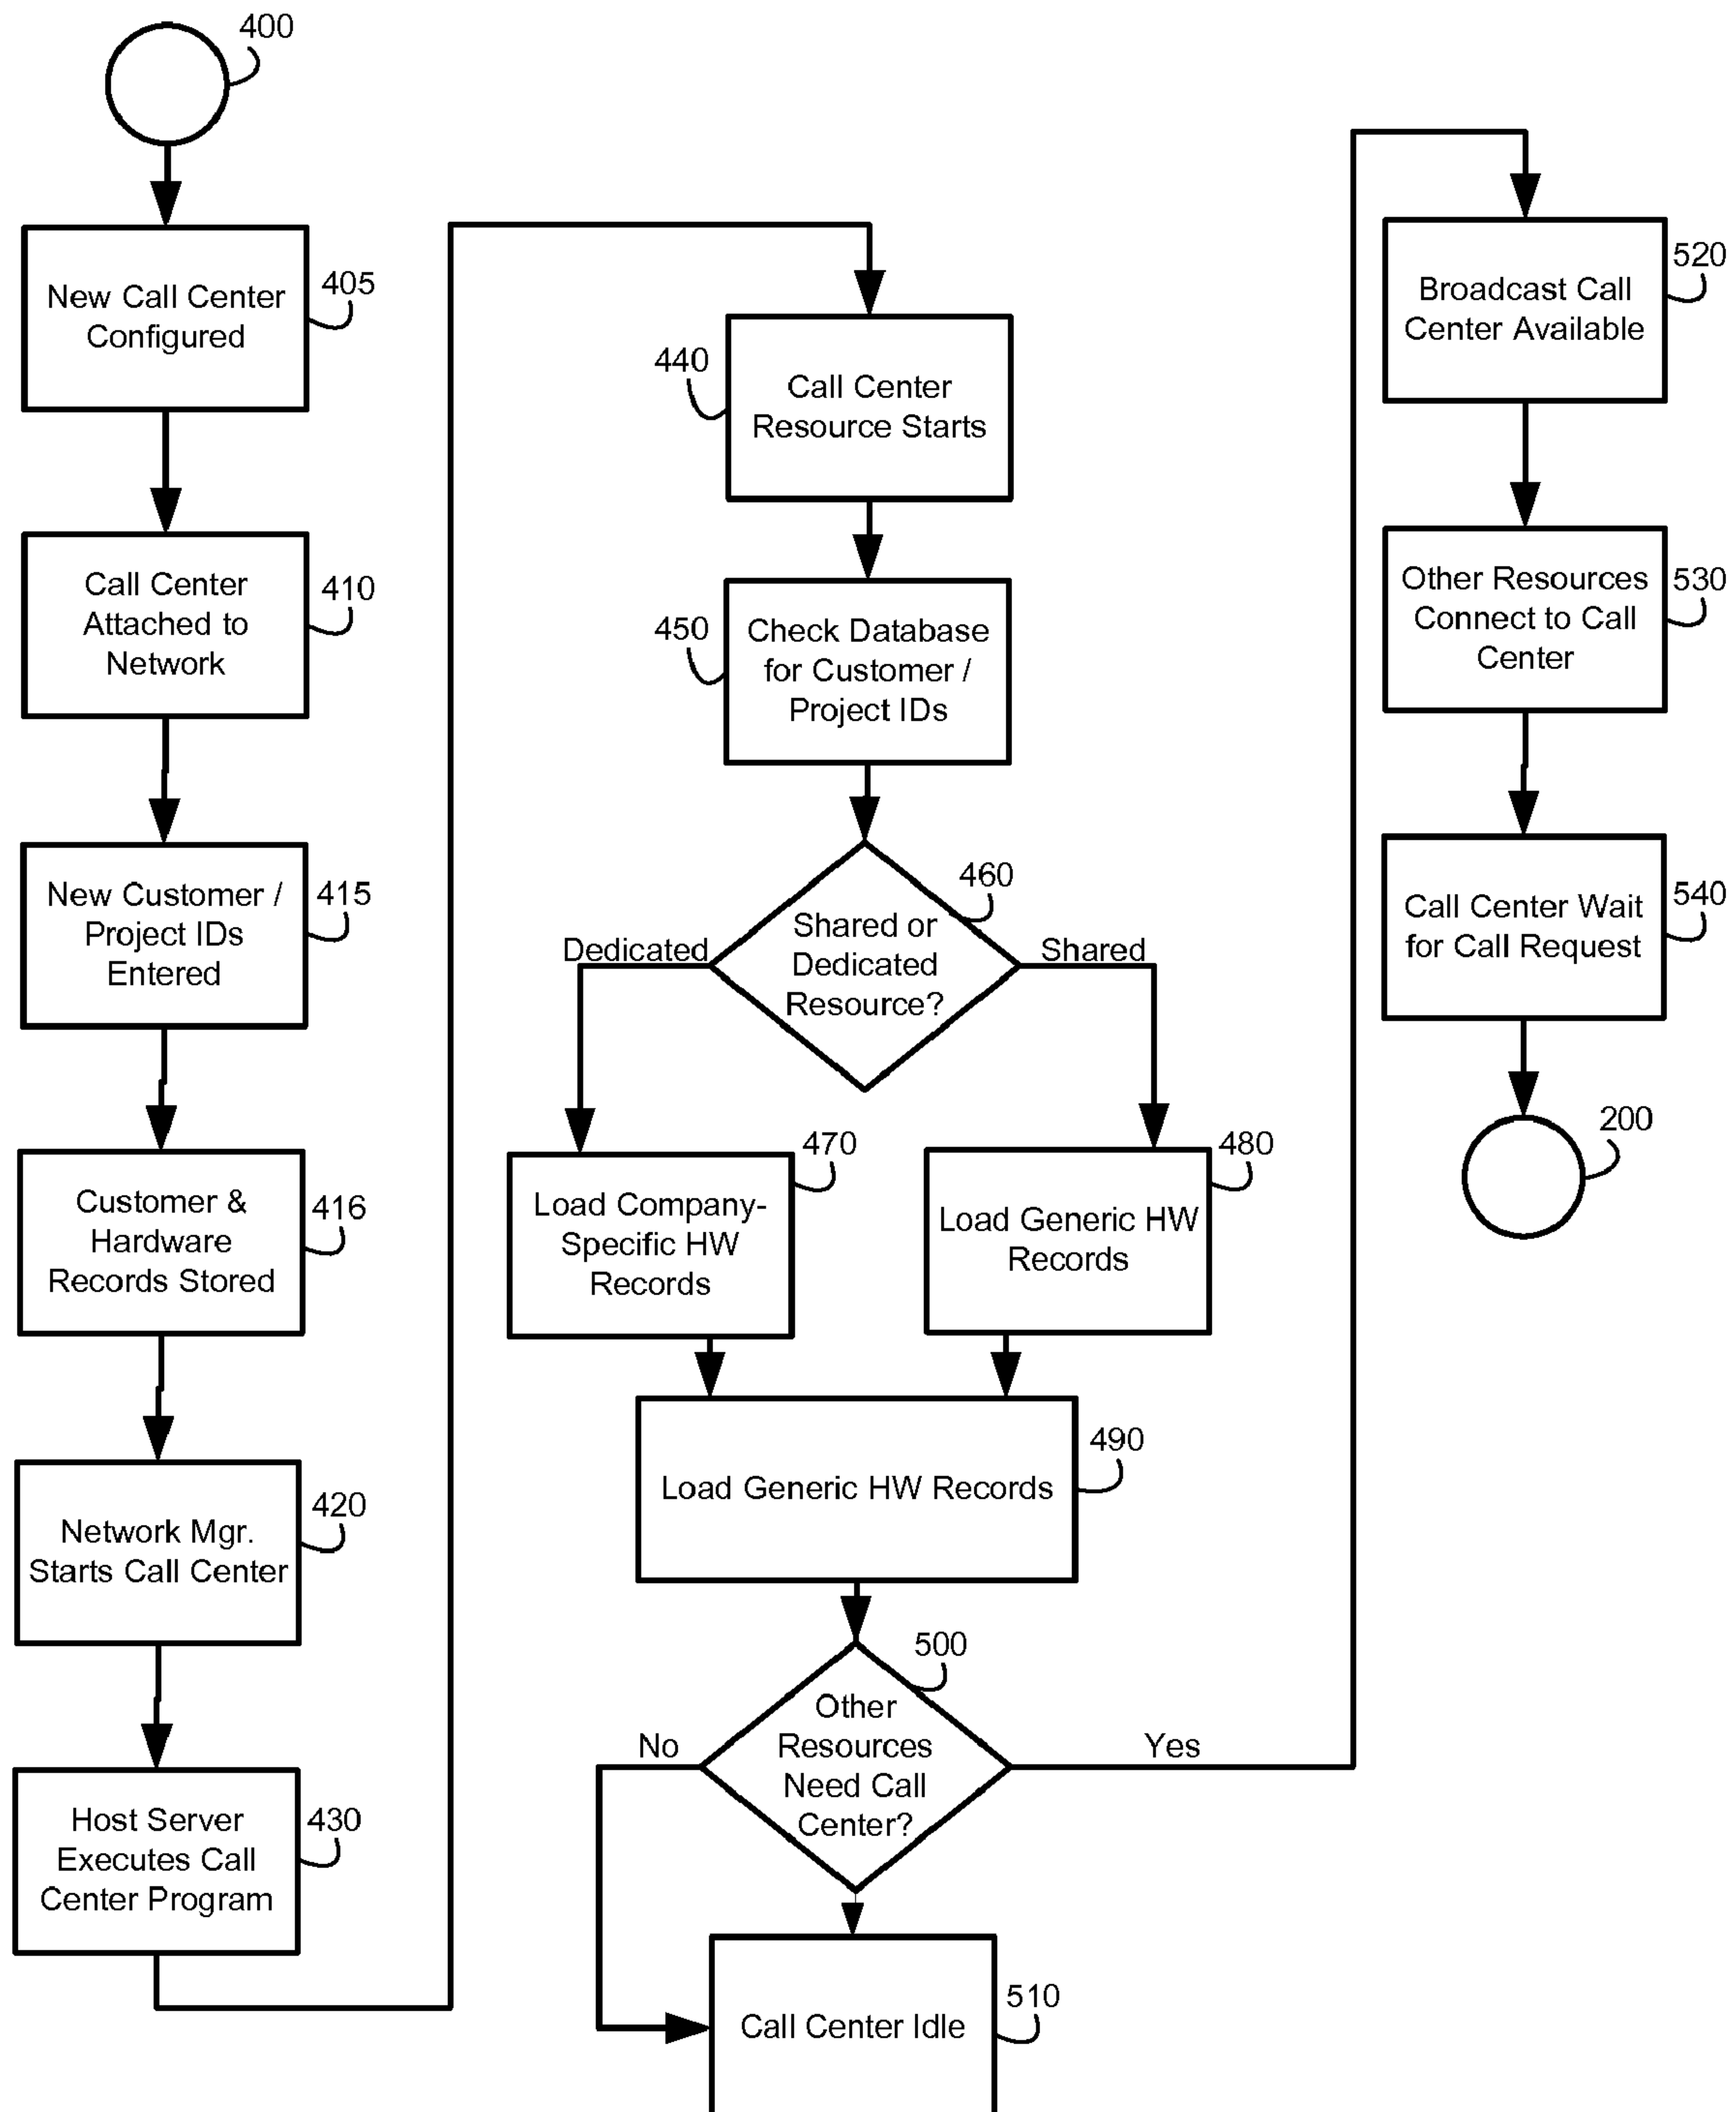 400
New Call Center
Configured
405
Call Center
Attached to
Network
410
New Customer /
Project IDs
Entered
415
Customer &
Hardware
Records Stored
416
Network Mgr.
Starts Call Center
420
Host Server
Executes Call
Center Program
430
440
Call Center
Resource Starts
450
Check Database
for Customer /
Project IDs
460
Shared or
Dedicated
Resource?
Dedicated
Shared
470
Load Company-
Specific HW
Records
480
Load Generic HW
Records
490
Load Generic HW Records
500
Other
Resources
Need Call
Center?
No
Yes
510
Call Center Idle
520
Broadcast Call
Center Available
530
Other Resources
Connect to Call
Center
540
Call Center Wait
for Call Request
200